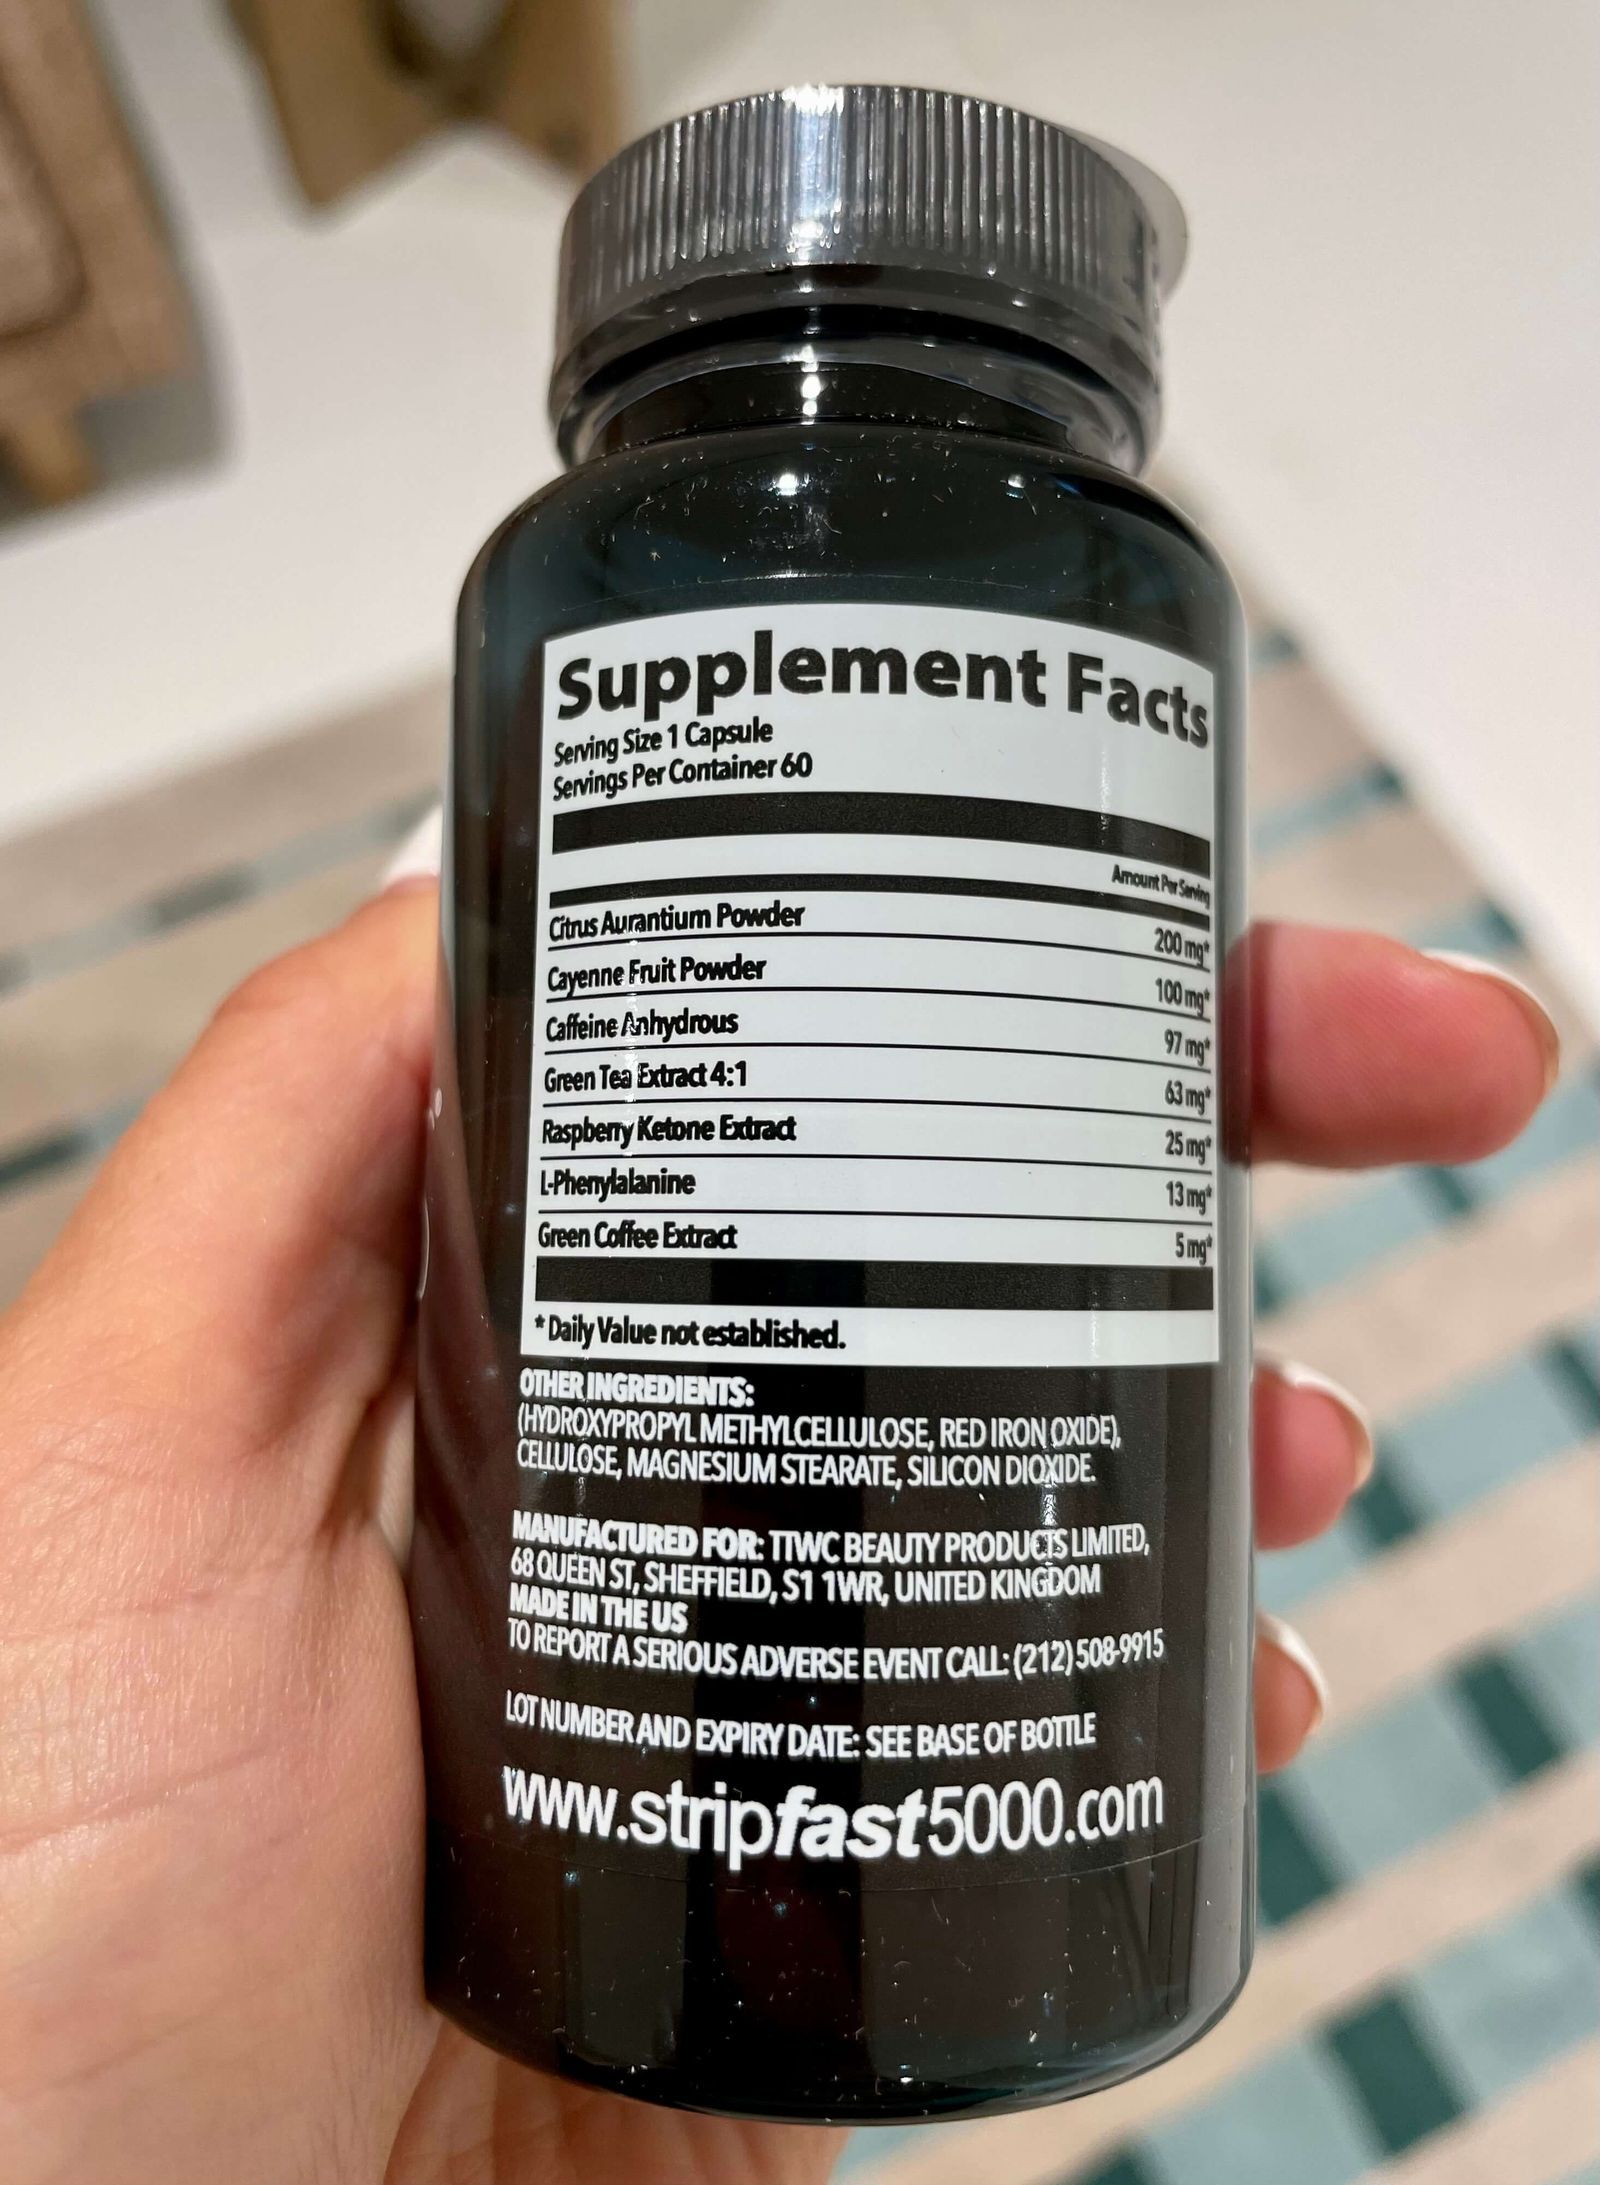 Supplement Facts
Serving Size 1 Capsule
Servings Per Container 60
Amount Per Serving
Citrus Aurantium Powder 200 mg*
Cayenne Fruit Powder 100 mg*
Caffeine Anhydrous 97 mg*
Green Tea Extract 4:1 63 mg*
Raspberry Ketone Extract 25 mg*
L-Phenylalanine 13 mg*
Green Coffee Extract 5 mg*
* Daily Value not established.
OTHER INGREDIENTS:
(HYDROXYPROPYL METHYLCELLULOSE, RED IRON OXIDE),
CELLULOSE, MAGNESIUM STEARATE, SILICON DIOXIDE.
MANUFACTURED FOR: TTWC BEAUTY PRODUCTS LIMITED,
68 QUEEN ST, SHEFFIELD, S1 1WR, UNITED KINGDOM
MADE IN THE US
TO REPORT A SERIOUS ADVERSE EVENT CALL: (212) 508-9915
LOT NUMBER AND EXPIRY DATE: SEE BASE OF BOTTLE
www.stripfast5000.com